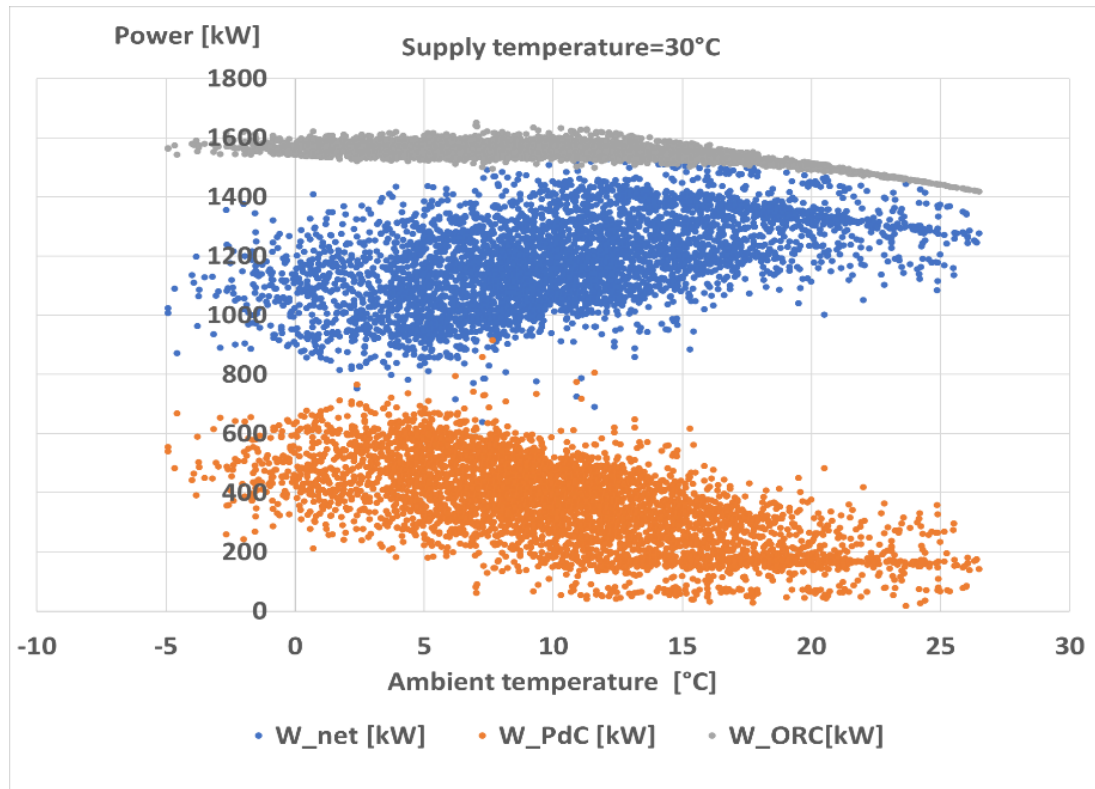 Power [kW]
Supply temperature=30°C
1800
1600
1400
1200
1000
800
600
400
200
0
-10 -5 0 5 10 15 20 25 30
Ambient temperature [°C]
W_net [kW] W_PdC [kW] W_ORC[kW]